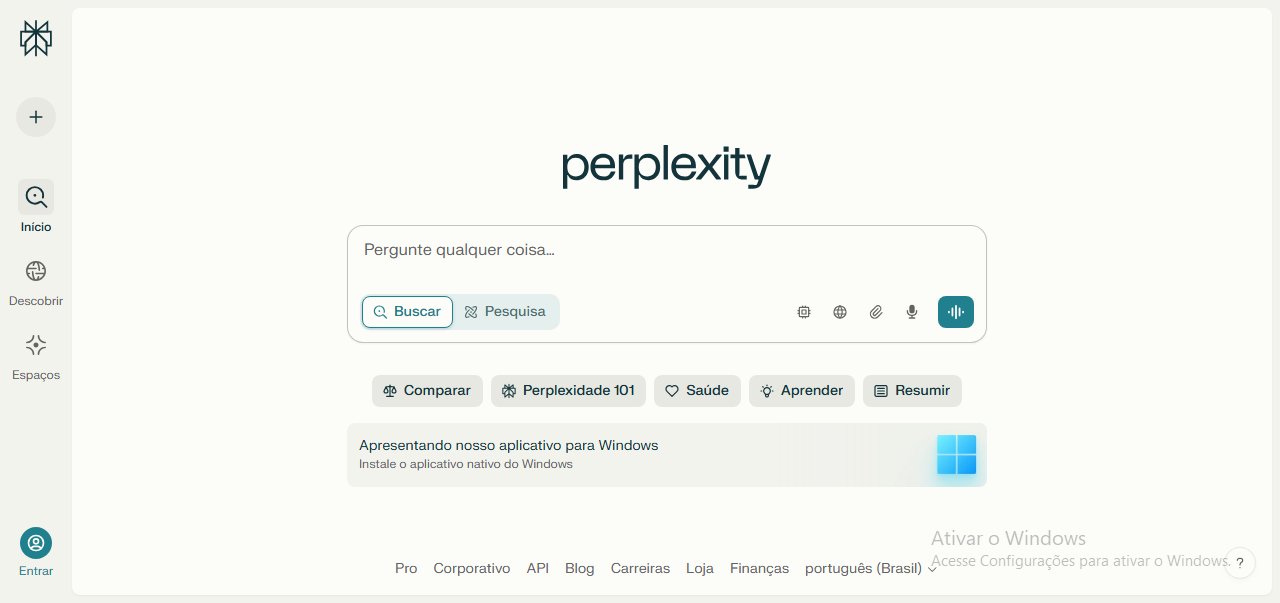 perplexity
Pergunte qualquer coisa...
Buscar Pesquisa
Início
Descobrir
Espaços
Comparar Perplexidade 101 Saúde Aprender Resumir
Apresentando nosso aplicativo para Windows
Instale o aplicativo nativo do Windows
Ativar o Windows
Acesse Configurações para ativar o Windows.
?
Entrar
Pro Corporativo API Blog Carreiras Loja Finanças português (Brasil)